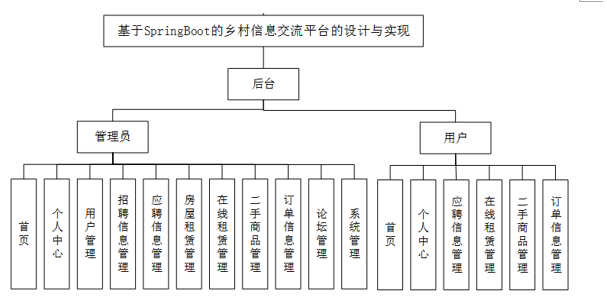 基于SpringBoot的乡村信息交流平台的设计与实现
后台
管理员
用户
首页
个人中心
用户管理
招聘信息管理
应聘信息管理
房屋租赁管理
在线租赁管理
二手商品管理
订单信息管理
论坛管理
系统管理
首页
个人中心
应聘信息管理
在线租赁管理
二手商品管理
订单信息管理